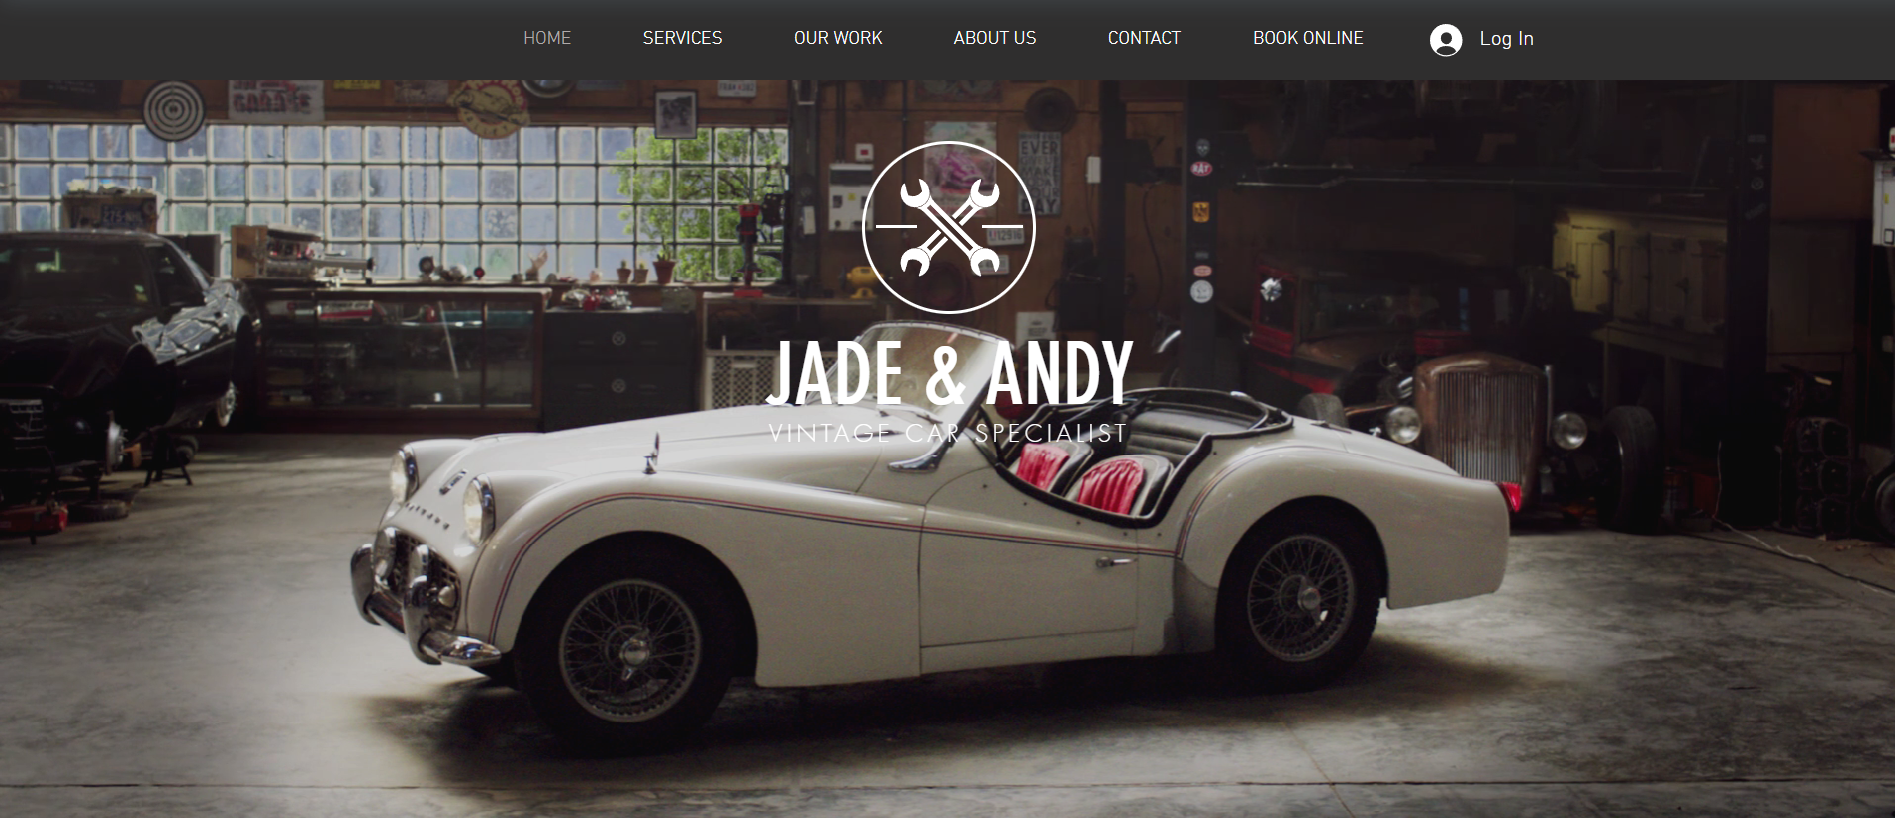 HOME SERVICES OUR WORK ABOUT US CONTACT BOOK ONLINE Log In
JADE & ANDY
VINTAGE CAR SPECIALIST